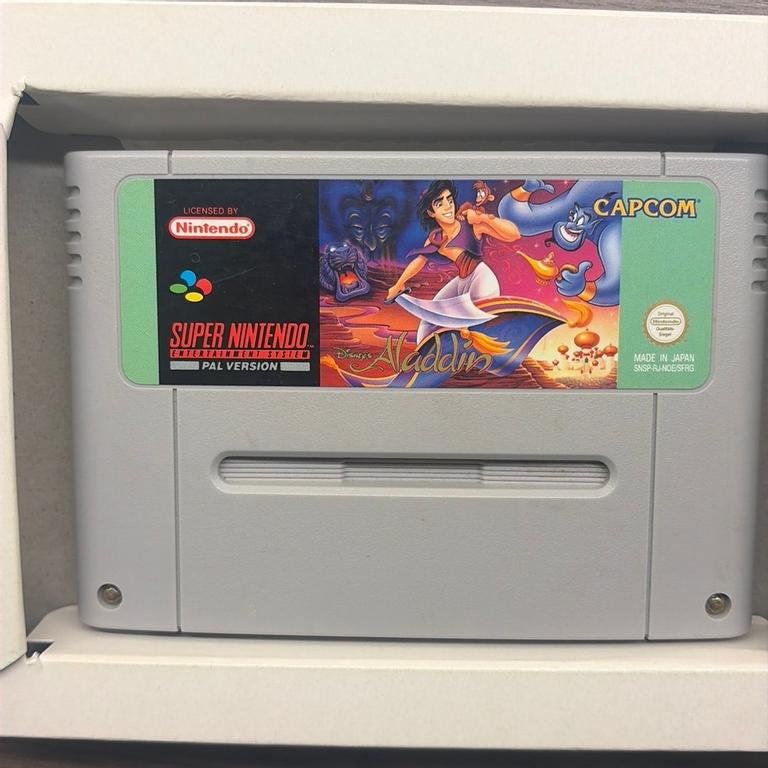 LICENSED BY
Nintendo®
SUPER NINTENDO™
ENTERTAINMENT SYSTEM
PAL VERSION
Disney's Aladdin
CAPCOM®
Original
Nintendo
Qualitäts
Siegel
MADE IN JAPAN
SNSP-RJ-NOE/SFRG